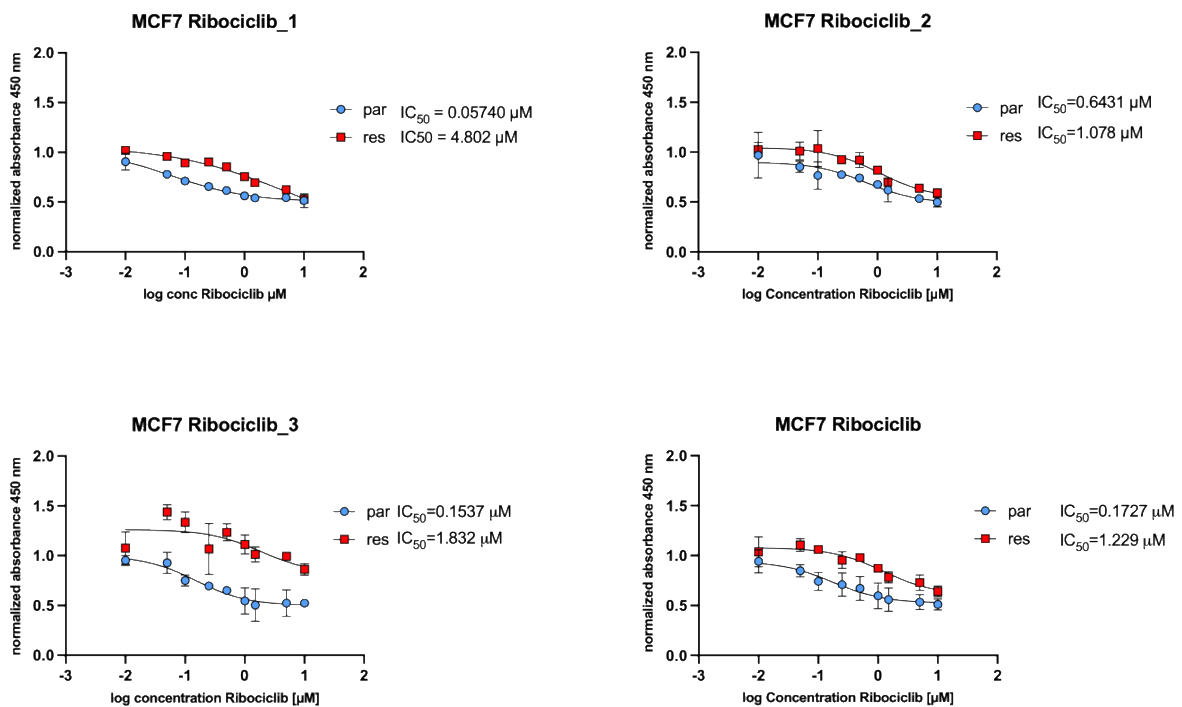 MCF7 Ribociclib_1
2.0
1.5
1.0
0.5
0.0
normalized absorbance 450 nm
-3 -2 -1 0 1 2
log conc Ribociclib µM
par IC50 = 0.05740 µM
res IC50 = 4.802 µM
MCF7 Ribociclib_2
2.0
1.5
1.0
0.5
0.0
normalized absorbance 450 nm
-3 -2 -1 0 1 2
log Concentration Ribociclib [µM]
par IC50=0.6431 µM
res IC50=1.078 µM
MCF7 Ribociclib_3
2.0
1.5
1.0
0.5
0.0
normalized absorbance 450 nm
-3 -2 -1 0 1 2
log concentration Ribociclib [µM]
par IC50=0.1537 µM
res IC50=1.832 µM
MCF7 Ribociclib
2.0
1.5
1.0
0.5
0.0
normalized absorbance 450 nm
-3 -2 -1 0 1 2
log Concentration Ribociclib [µM]
par IC50=0.1727 µM
res IC50=1.229 µM